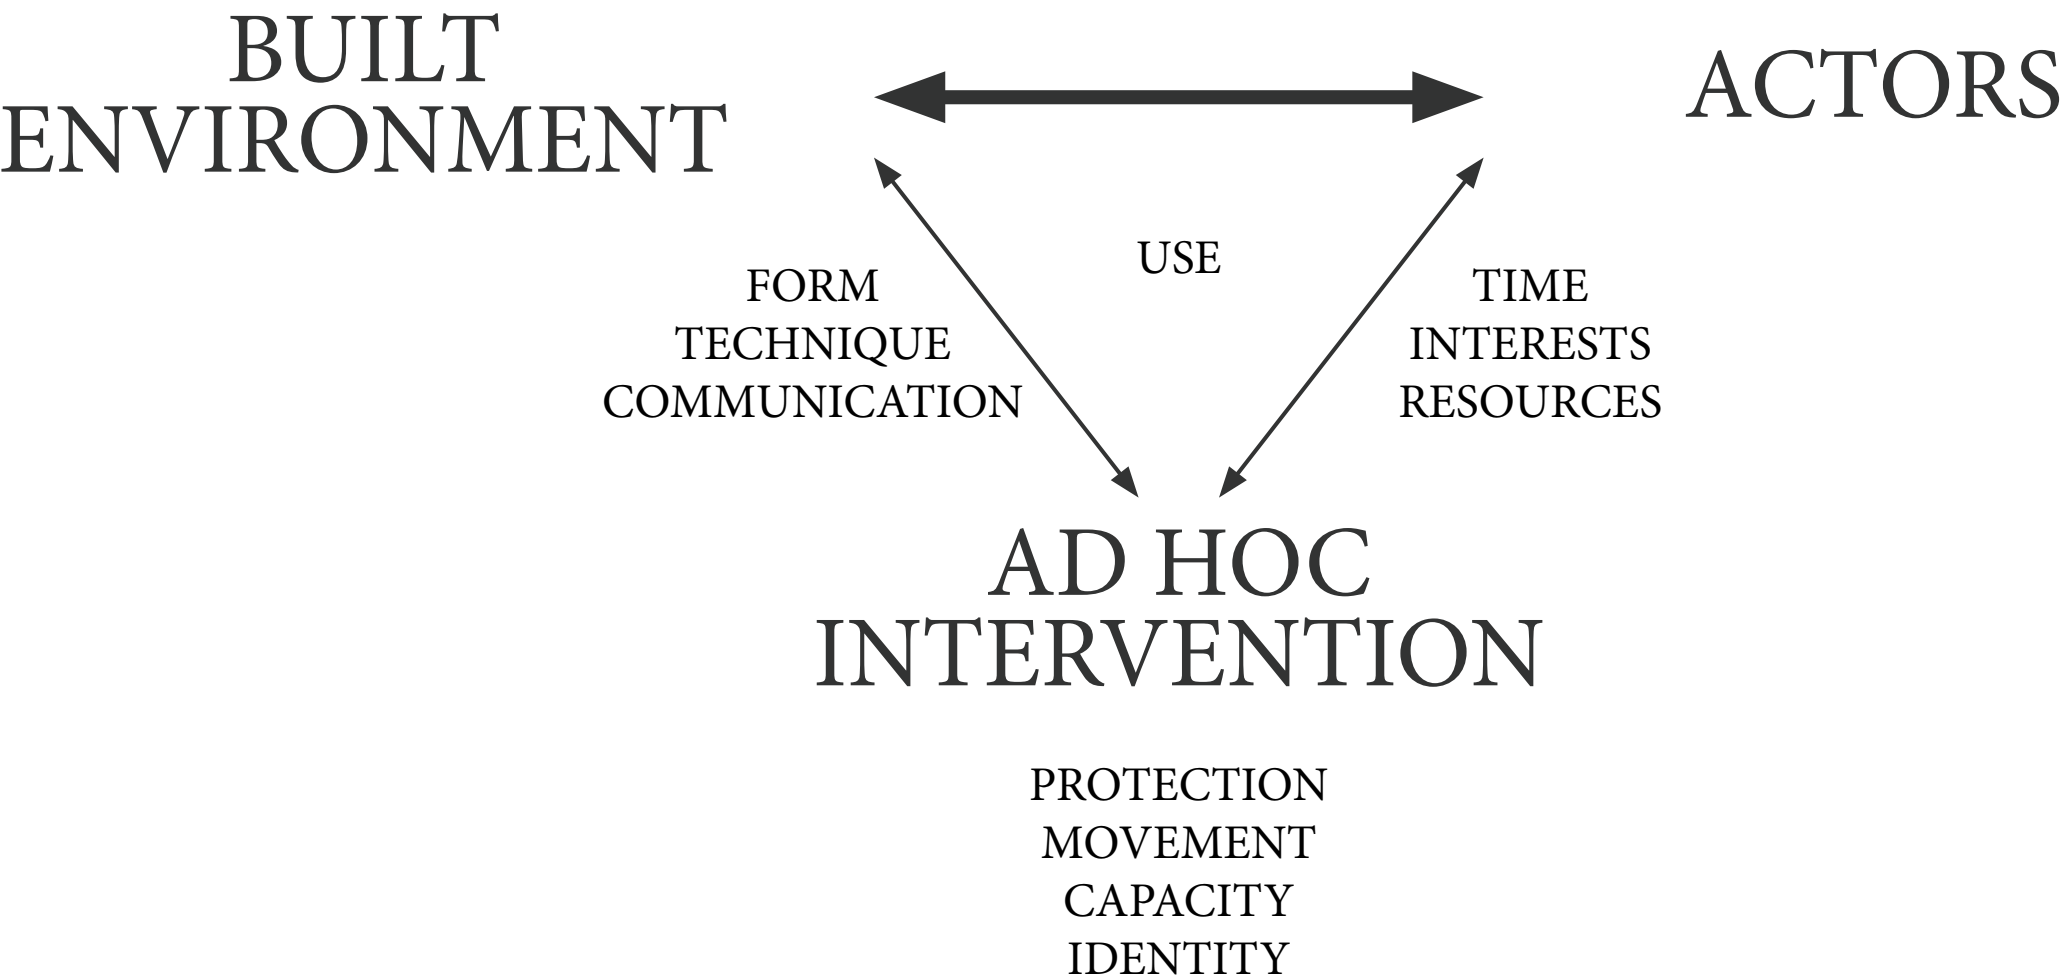 BUILT
ENVIRONMENT
ACTORS
USE
FORM
TECHNIQUE
COMMUNICATION
TIME
INTERESTS
RESOURCES
AD HOC
INTERVENTION
PROTECTION
MOVEMENT
CAPACITY
IDENTITY